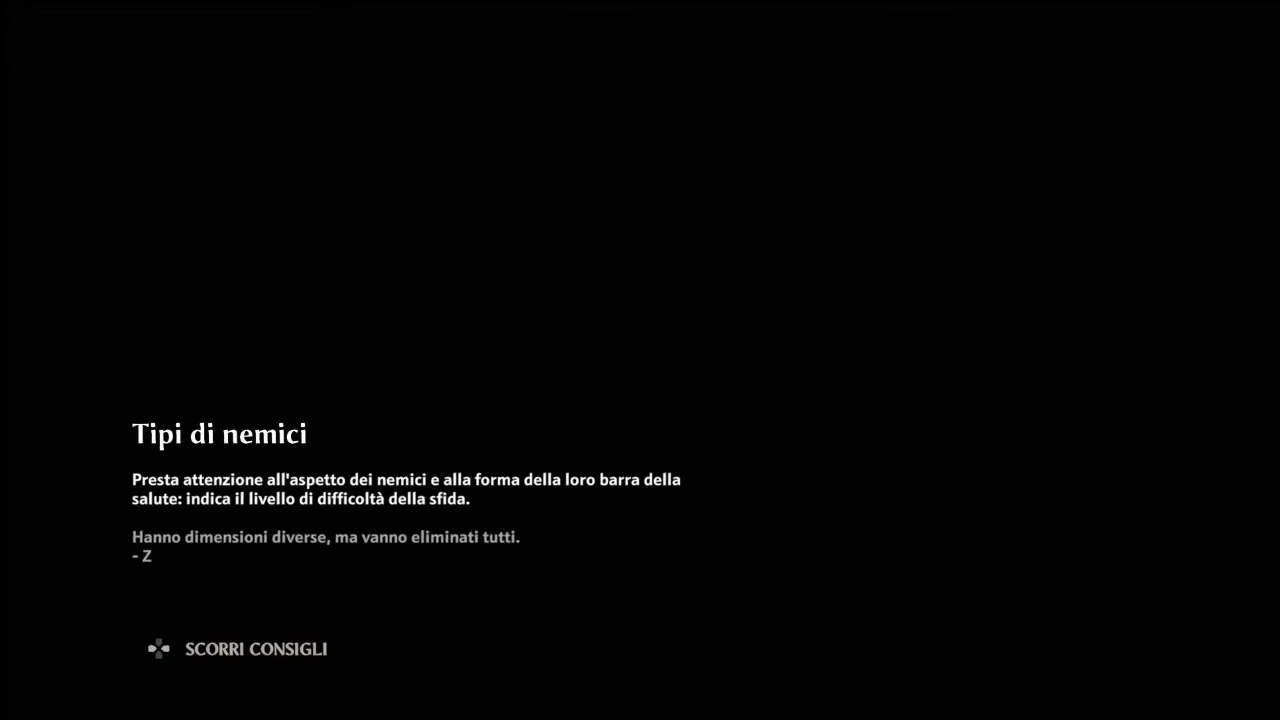 Tipi di nemici
Presta attenzione all'aspetto dei nemici e alla forma della loro barra della
salute: indica il livello di difficoltà della sfida.
Hanno dimensioni diverse, ma vanno eliminati tutti.
- Z
SCORRI CONSIGLI